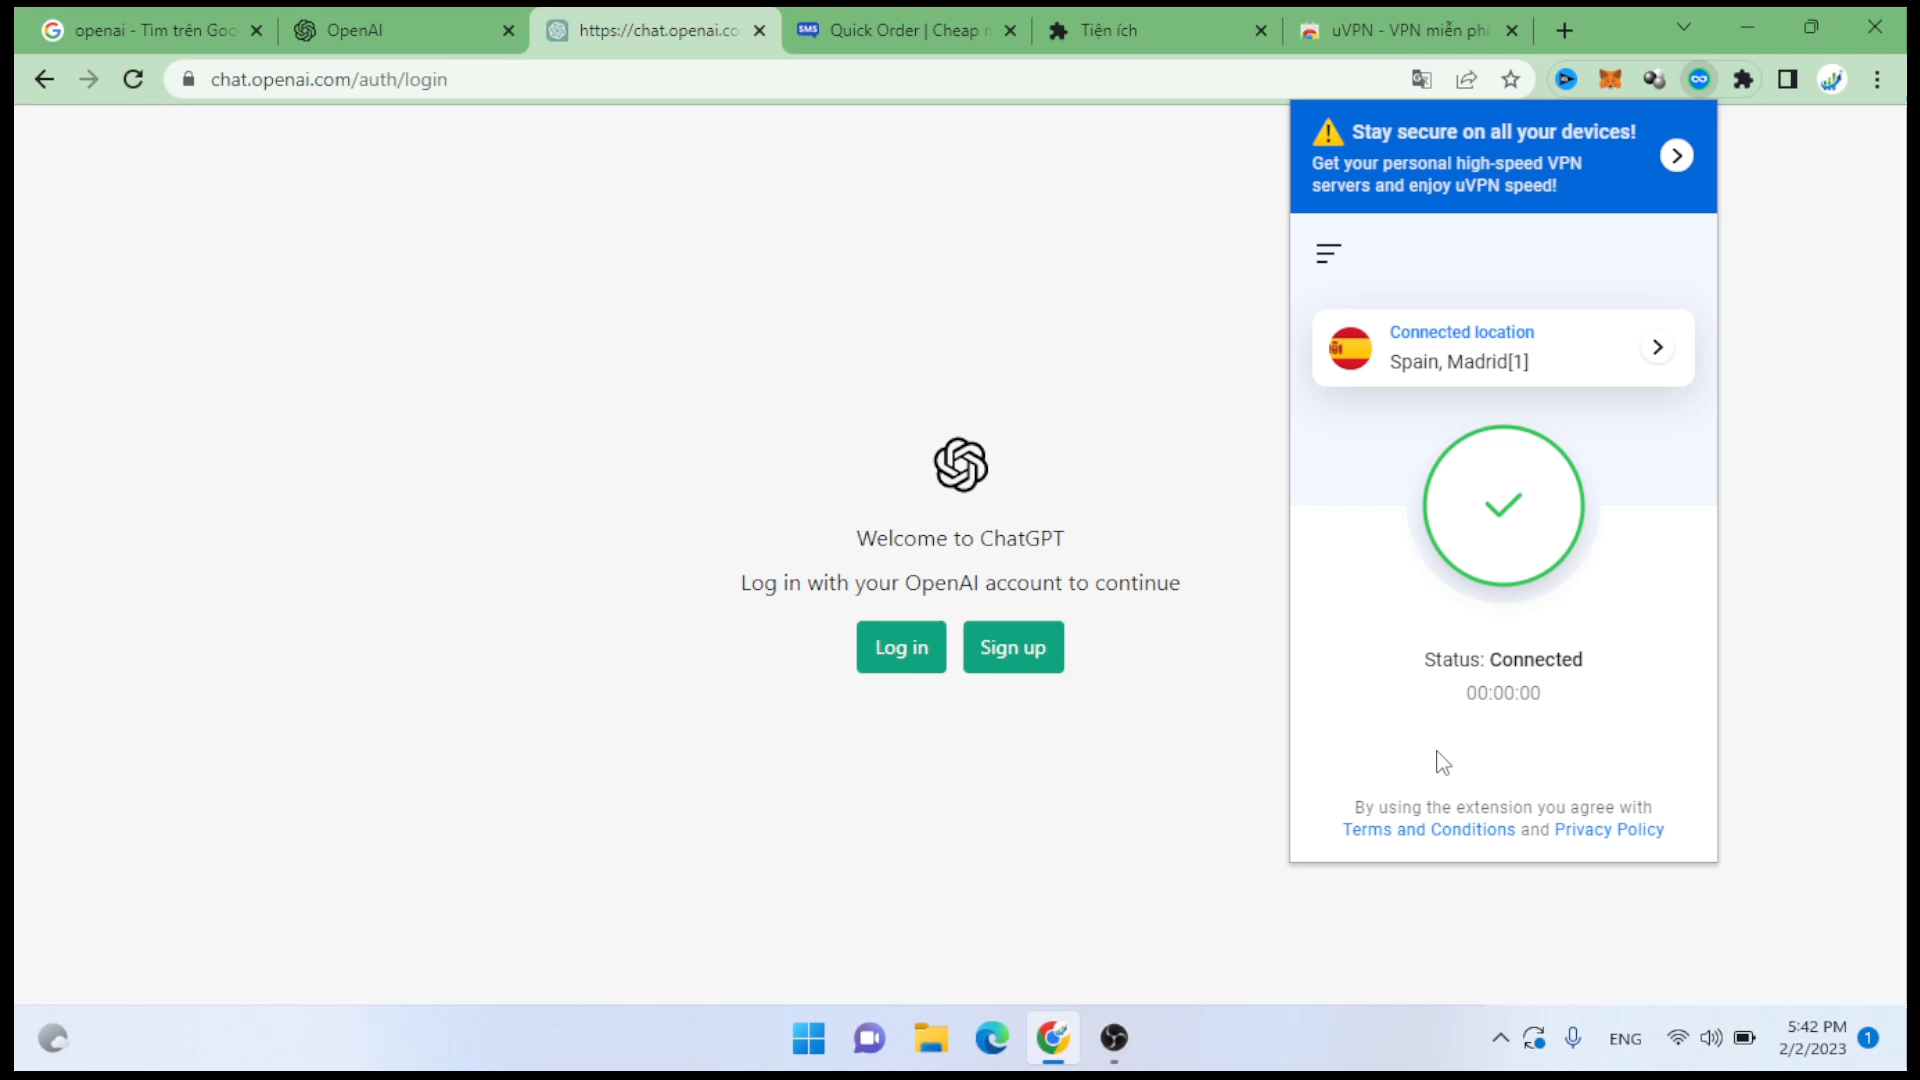 openai - Tìm trên Goo
OpenAI
https://chat.openai.co
SMS
Quick Order | Cheap
Tiện ích
uVPN - VPN miễn phí
chat.openai.com/auth/login
Stay secure on all your devices!
Get your personal high-speed VPN
servers and enjoy uVPN speed!
Connected location
Spain, Madrid[1]
Welcome to ChatGPT
Log in with your OpenAI account to continue
Log in
Sign up
Status: Connected
00:00:00
By using the extension you agree with
Terms and Conditions and Privacy Policy
ENG
5:42 PM
2/2/2023
1